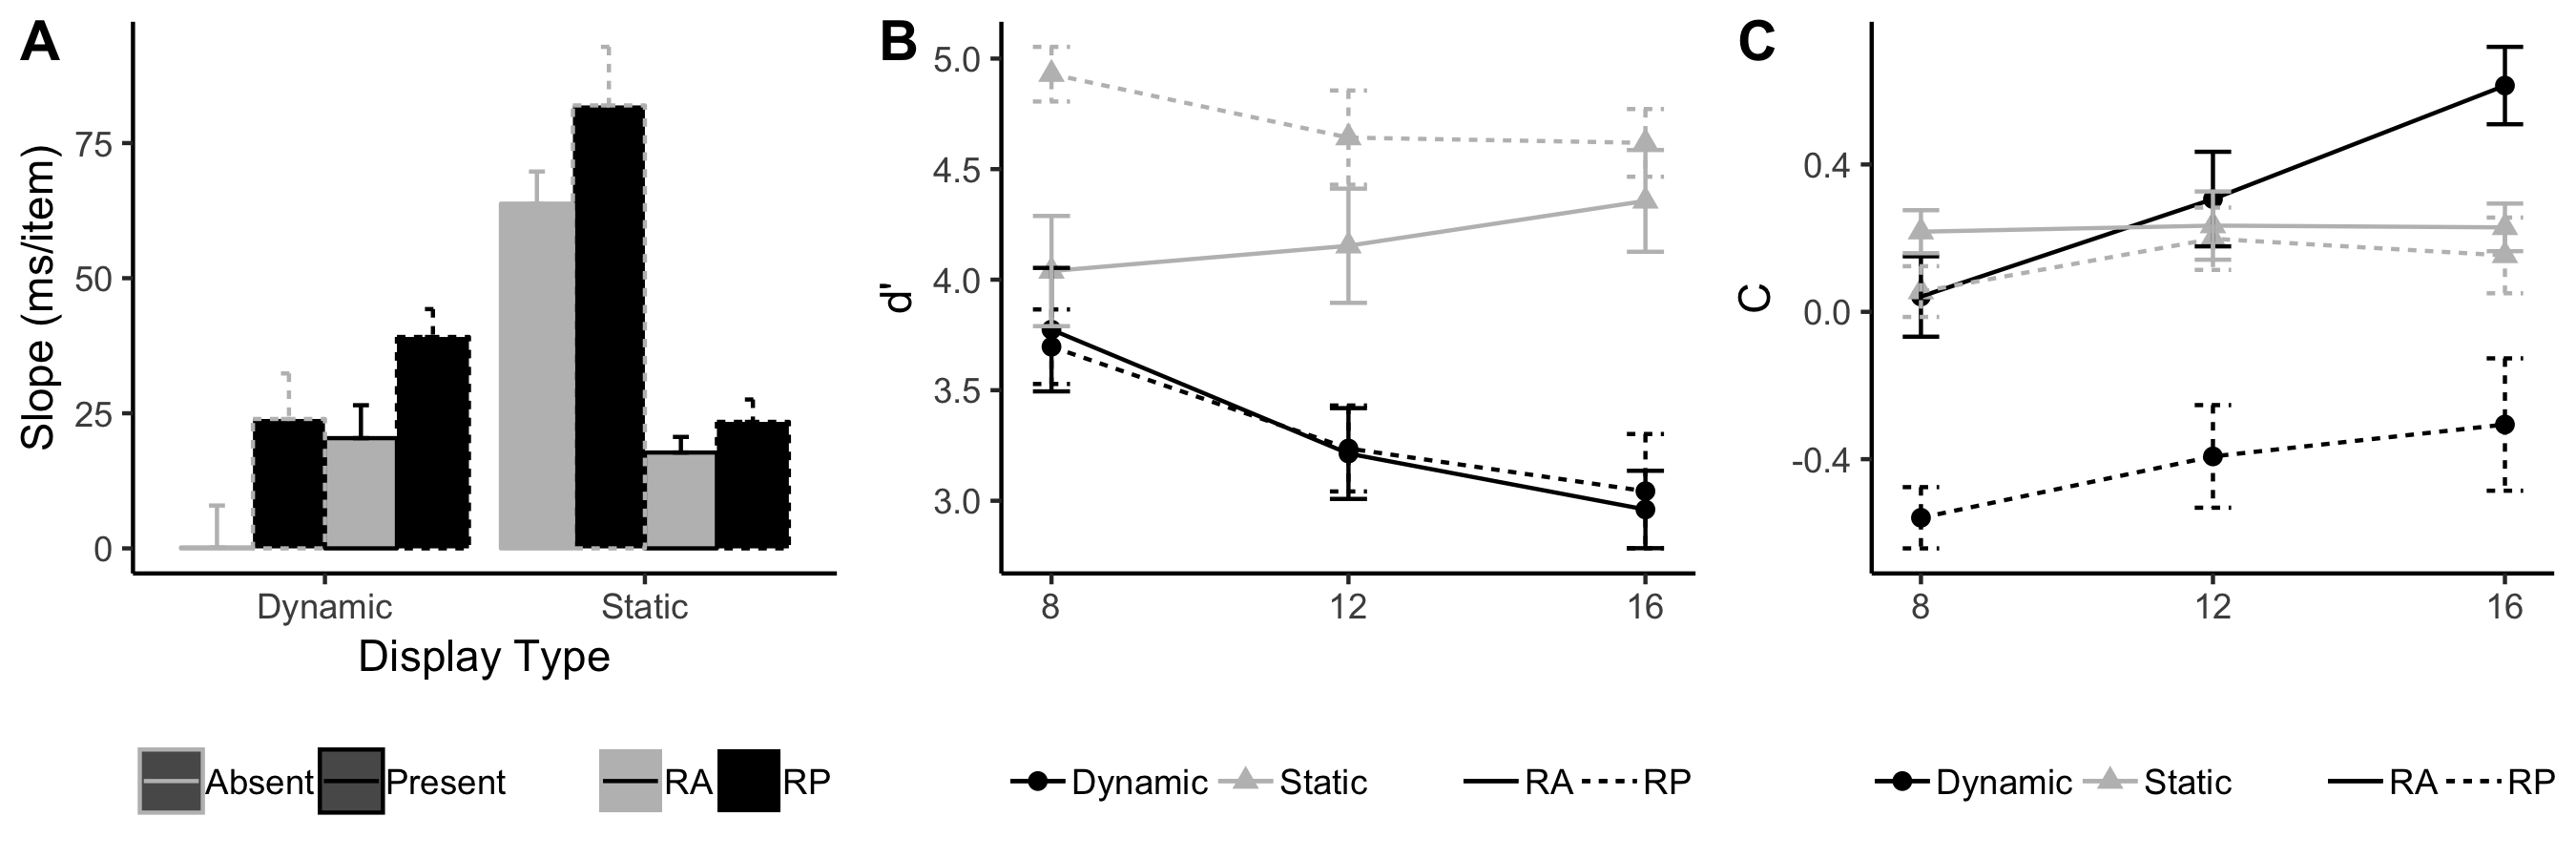 A
Slope (ms/item)
75
50
25
0
Dynamic
Static
Display Type
Absent
Present
RA
RP
B
d'
5.0
4.5
4.0
3.5
3.0
8
12
16
Dynamic
Static
RA
RP
C
C
0.4
0.0
-0.4
8
12
16
Dynamic
Static
RA
RP